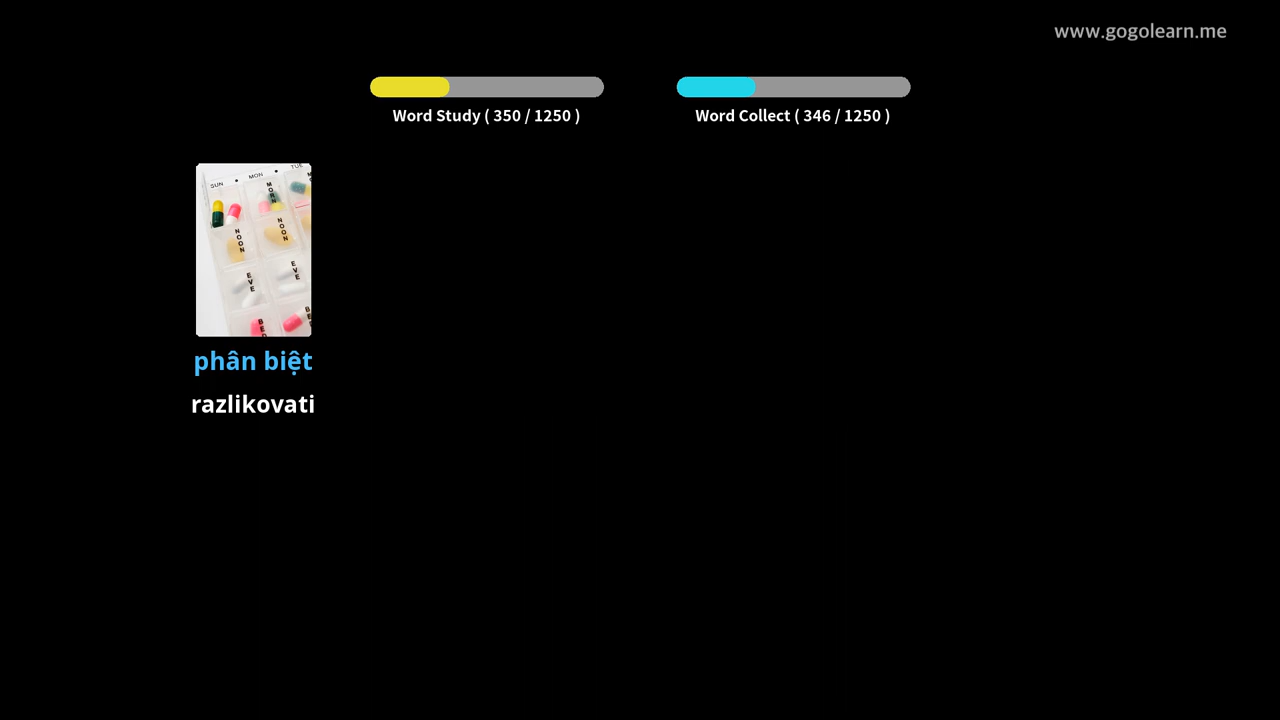 www.gogolearn.me
Word Study ( 350 / 1250 )
Word Collect ( 346 / 1250 )
SUN MON TUE
MORN
NOON NOON
EVE EVE
phân biệt
razlikovati